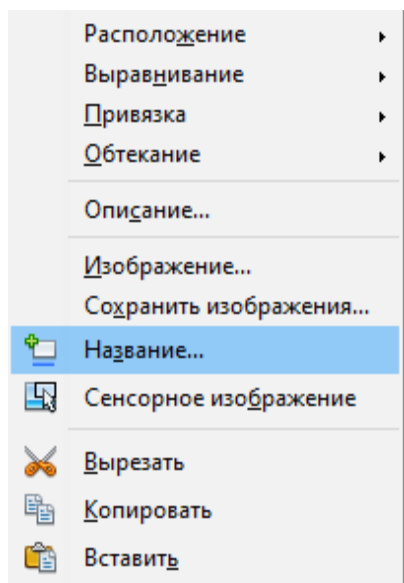 Расположение
Выравнивание
Привязка
Обтекание
Описание...
Изображение...
Сохранить изображения...
Название...
Сенсорное изображение
Вырезать
Копировать
Вставить